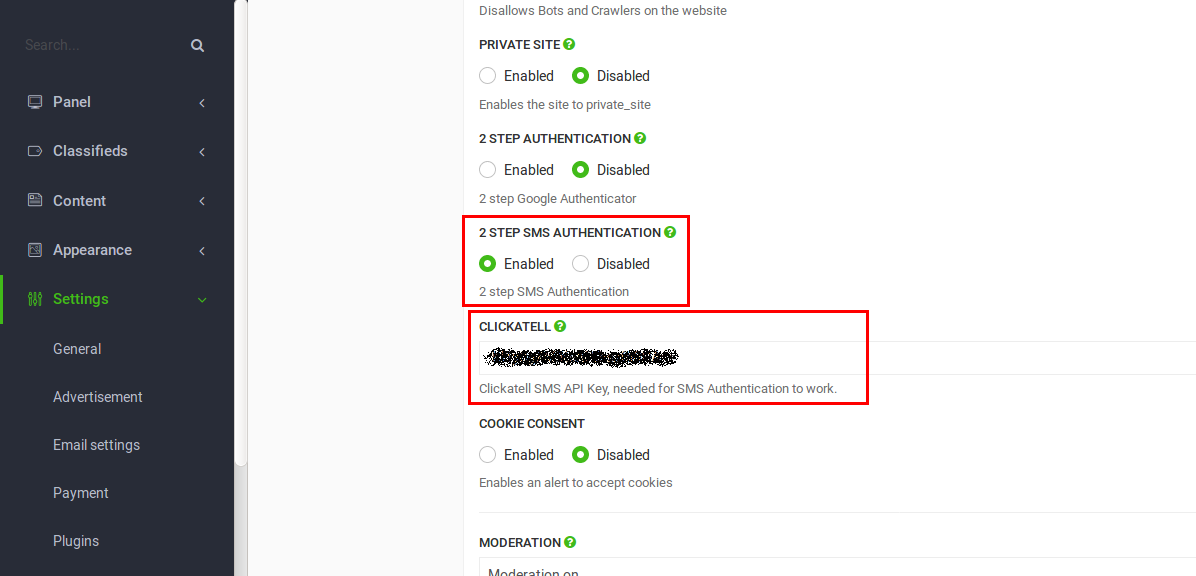 Search...
Panel
Classifieds
Content
Appearance
Settings
General
Advertisement
Email settings
Payment
Plugins
Disallows Bots and Crawlers on the website
PRIVATE SITE ?
Enabled Disabled
Enables the site to private_site
2 STEP AUTHENTICATION ?
Enabled Disabled
2 step Google Authenticator
2 STEP SMS AUTHENTICATION ?
Enabled Disabled
2 step SMS Authentication
CLICKATELL ?
Clickatell SMS API Key, needed for SMS Authentication to work.
COOKIE CONSENT
Enabled Disabled
Enables an alert to accept cookies
MODERATION ?
Moderation on